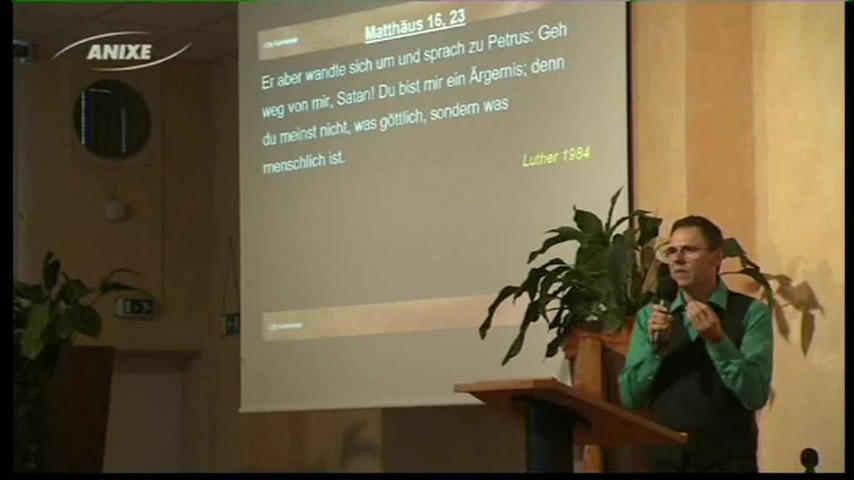 ANIXE
Matthäus 16, 23
Er aber wandte sich um und sprach zu Petrus: Geh
weg von mir, Satan! Du bist mir ein Ärgernis; denn
du meinst nicht, was göttlich, sondern was
menschlich ist.
Luther 1984